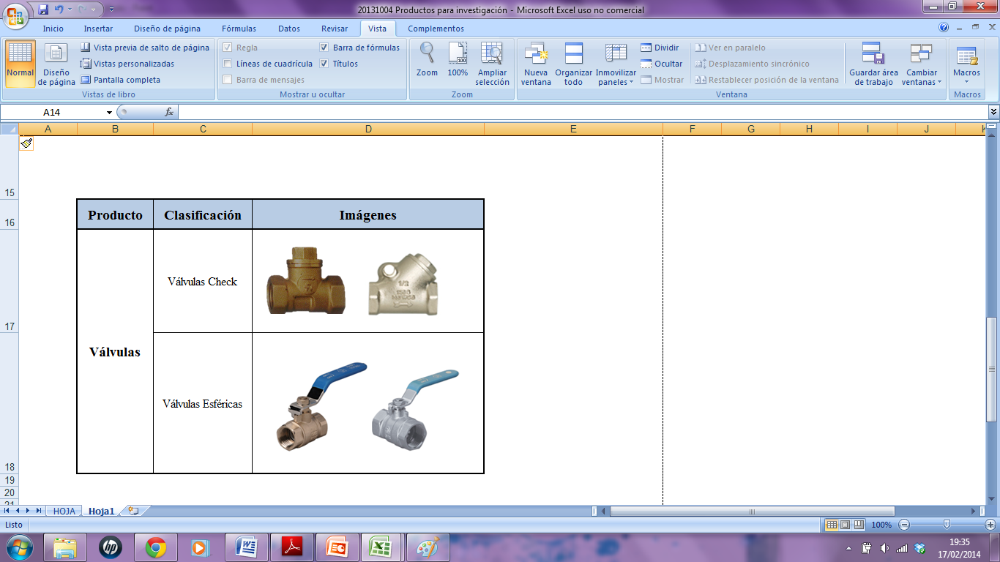 20131004 Productos para investigación - Microsoft Excel uso no comercial
Inicio Insertar Diseño de página Fórmulas Datos Revisar Vista Complementos
Normal
Diseño de página
Vista previa de salto de página
Vistas personalizadas
Pantalla completa
Vistas de libro
Regla
Líneas de cuadrícula
Barra de mensajes
Barra de fórmulas
Títulos
Mostrar u ocultar
Zoom
100%
Ampliar selección
Zoom
Nueva ventana
Organizar todo
Inmovilizar paneles
Dividir
Ocultar
Mostrar
Ver en paralelo
Desplazamiento sincrónico
Restablecer posición de la ventana
Guardar área de trabajo
Cambiar ventanas
Ventana
Macros
Macros
A14
fx
A B C D E F G H I J K
15
16
17
18
19
20
21
Producto Clasificación Imágenes
Válvulas
Válvulas Check
1/2
Válvulas Esféricas
HOJA Hoja1
Listo
100%
19:35
17/02/2014